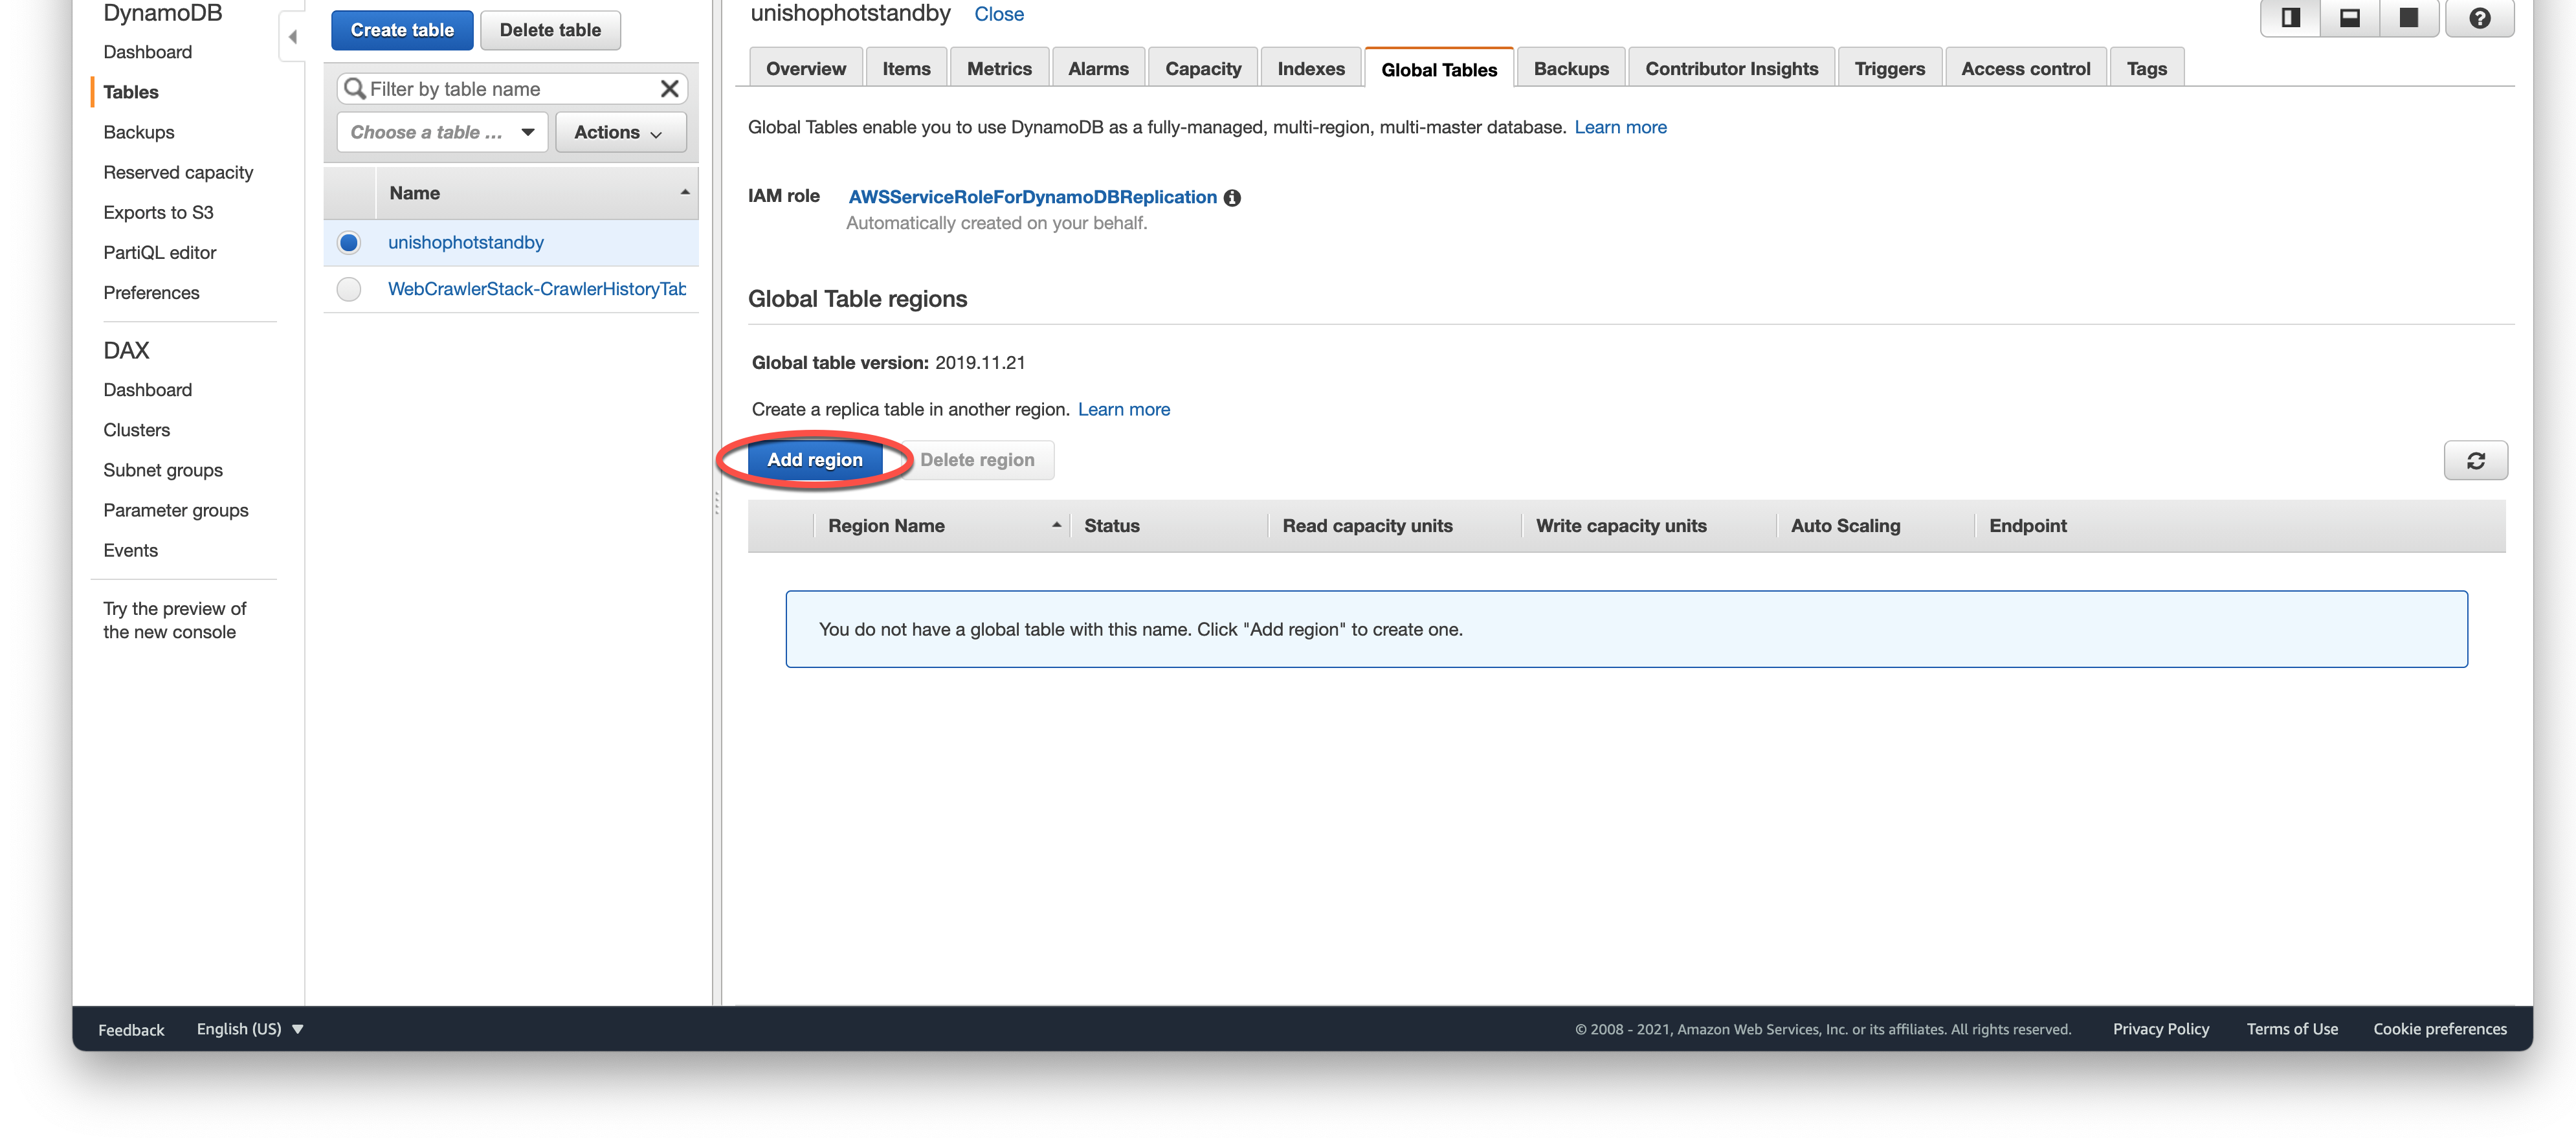 DynamoDB
Dashboard
Tables
Backups
Reserved capacity
Exports to S3
PartiQL editor
Preferences
DAX
Dashboard
Clusters
Subnet groups
Parameter groups
Events
Try the preview of
the new console
Create table Delete table
Filter by table name
Choose a table ... Actions
Name
unishophotstandby
WebCrawlerStack-CrawlerHistoryTab
unishophotstandby Close
Overview Items Metrics Alarms Capacity Indexes Global Tables Backups Contributor Insights Triggers Access control Tags
Global Tables enable you to use DynamoDB as a fully-managed, multi-region, multi-master database. Learn more
IAM role AWSServiceRoleForDynamoDBReplication
Automatically created on your behalf.
Global Table regions
Global table version: 2019.11.21
Create a replica table in another region. Learn more
Add region Delete region
Region Name Status Read capacity units Write capacity units Auto Scaling Endpoint
You do not have a global table with this name. Click "Add region" to create one.
Feedback English (US) © 2008 - 2021, Amazon Web Services, Inc. or its affiliates. All rights reserved. Privacy Policy Terms of Use Cookie preferences